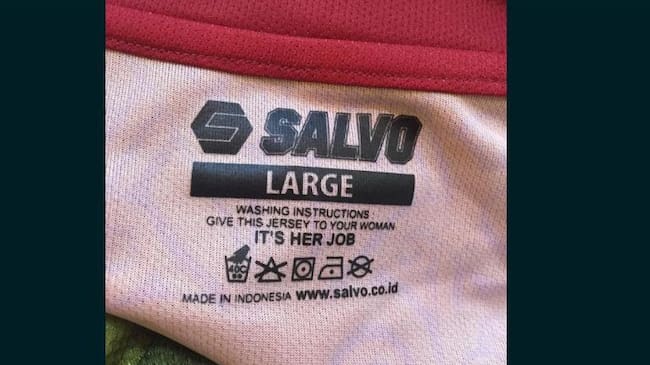 SALVO
LARGE
WASHING INSTRUCTIONS
GIVE THIS JERSEY TO YOUR WOMAN
IT'S HER JOB
40C
MADE IN INDONESIA www.salvo.co.id